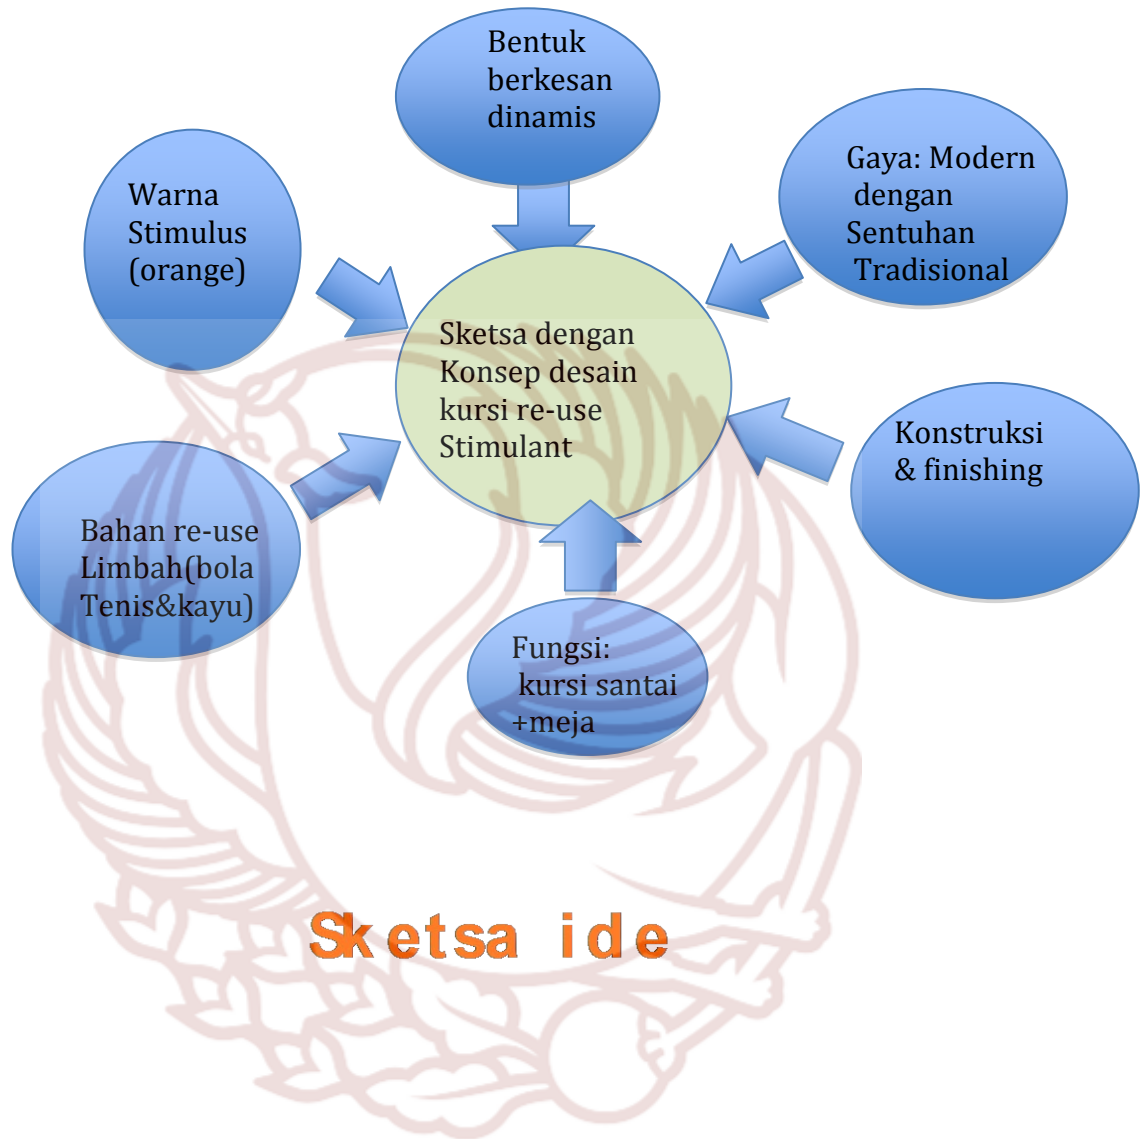 Bentuk
berkesan
dinamis
Gaya: Modern
dengan
Sentuhan
Tradisional
Warna
Stimulus
(orange)
Sketsa dengan
Konsep desain
kursi re-use
Stimulant
Konstruksi
& finishing
Bahan re-use
Limbah(bola
Tenis&kayu)
Fungsi:
kursi santai
+meja
Sketsa ide